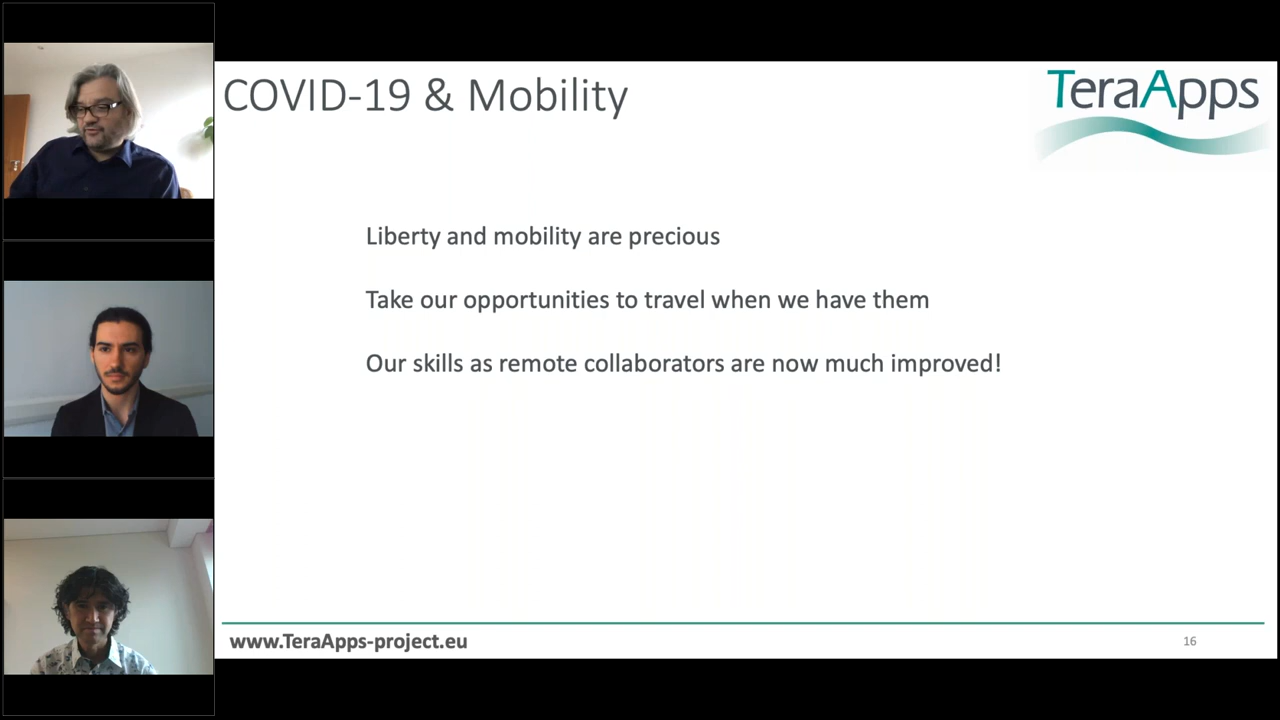 COVID-19 & Mobility
TeraApps
Liberty and mobility are precious
Take our opportunities to travel when we have them
Our skills as remote collaborators are now much improved!
www.TeraApps-project.eu
16